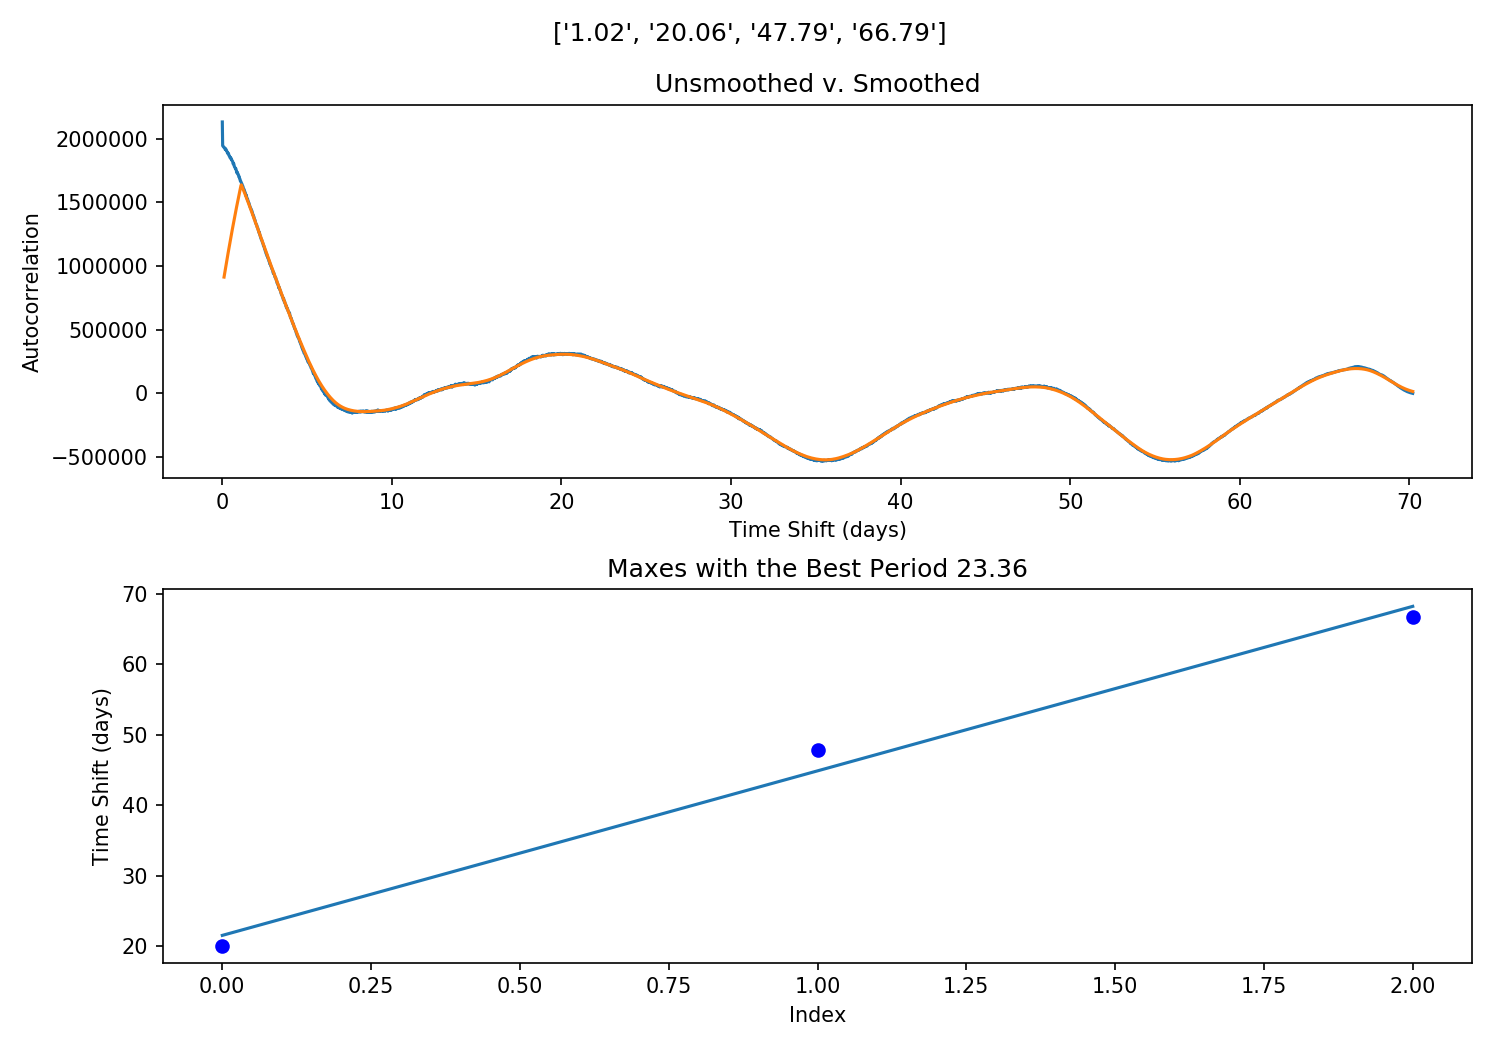 ['1.02', '20.06', '47.79', '66.79']
Unsmoothed v. Smoothed
2000000
1500000
1000000
500000
0
−500000
Autocorrelation
0 10 20 30 40 50 60 70
Time Shift (days)
Maxes with the Best Period 23.36
70
60
50
40
30
20
Time Shift (days)
0.00 0.25 0.50 0.75 1.00 1.25 1.50 1.75 2.00
Index